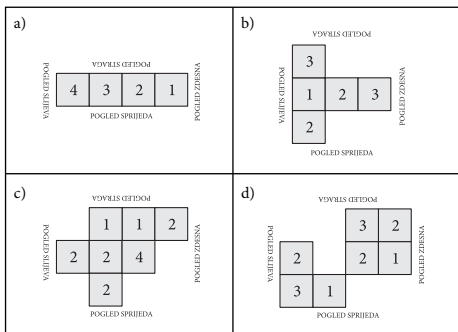 a)
POGLED STRAGA
POGLED SLIJEVA
4 3 2 1
POGLED ZDESNA
POGLED SPRIJEDA
b)
POGLED STRAGA
3
POGLED SLIJEVA
1 2 3
POGLED ZDESNA
2
POGLED SPRIJEDA
c)
POGLED STRAGA
1 1 2
POGLED SLIJEVA
2 2 4
POGLED ZDESNA
2
POGLED SPRIJEDA
d)
POGLED STRAGA
3 2
POGLED SLIJEVA
2 2 1
POGLED ZDESNA
3 1
POGLED SPRIJEDA